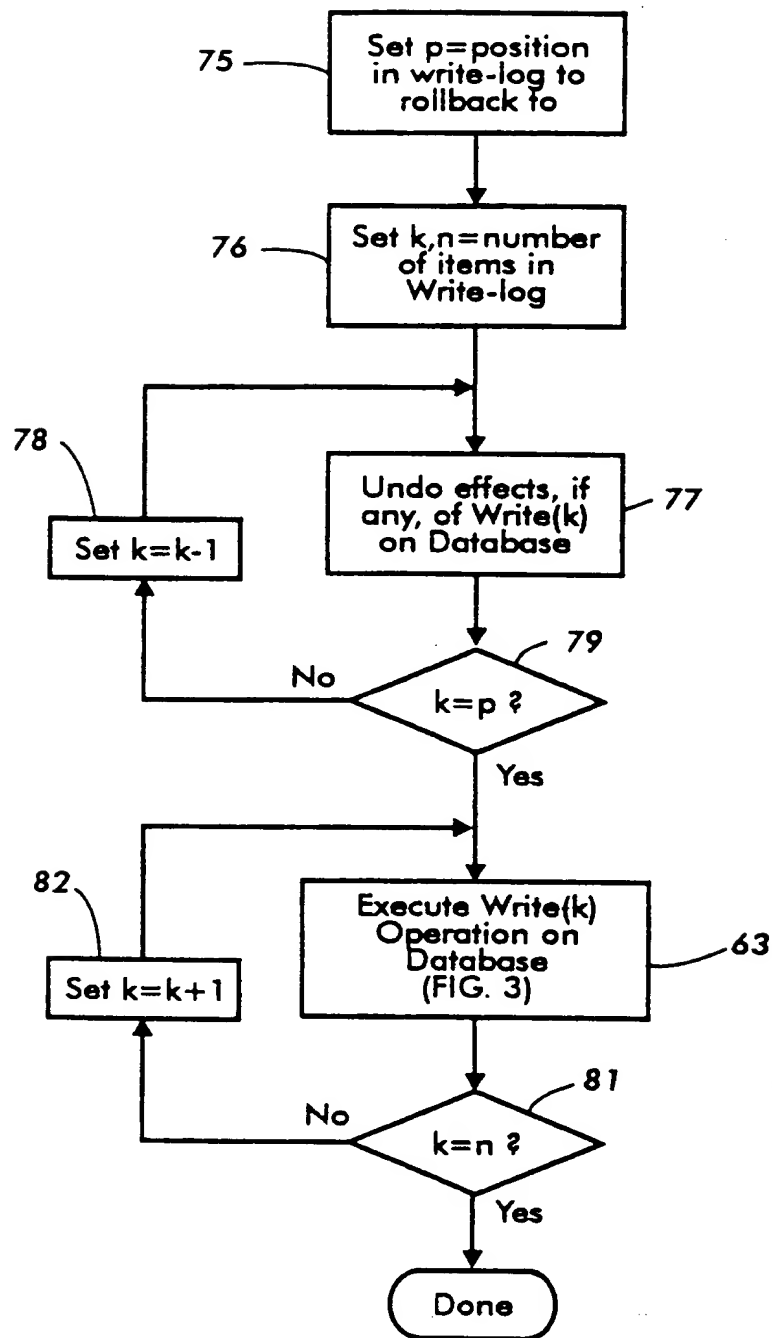 75
Set p=position
in write-log to
rollback to
76
Set k,n=number
of items in
Write-log
78
Set k=k-1
Undo effects, if
any, of Write(k)
on Database
77
79
No
k=p ?
Yes
82
Set k=k+1
Execute Write(k)
Operation on
Database
(FIG. 3)
63
81
No
k=n ?
Yes
Done